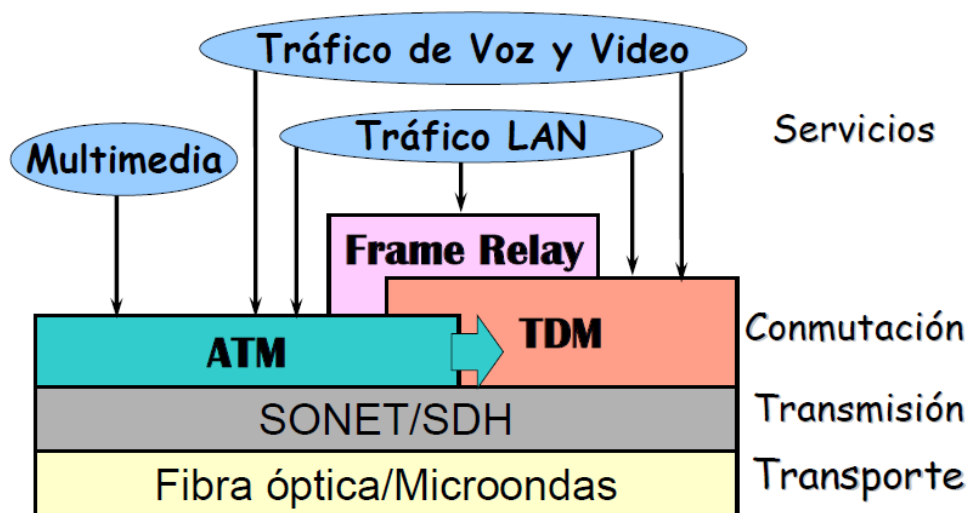 Tráfico de Voz y Video
Tráfico LAN
Servicios
Multimedia
Frame Relay
TDM
Conmutación
ATM
SONET/SDH
Transmisión
Fibra óptica/Microondas
Transporte